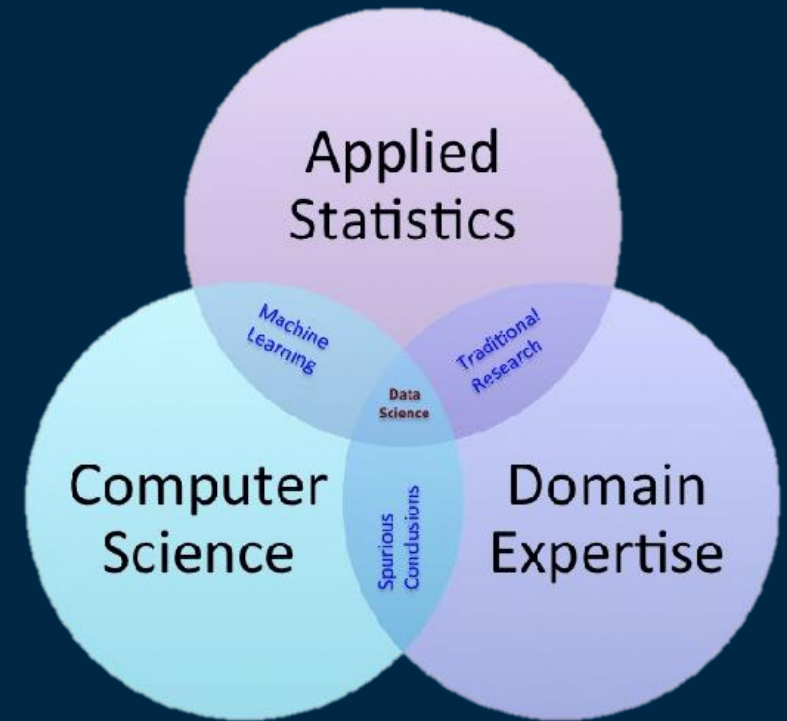 Applied
Statistics
Machine
Learning
Traditional
Research
Data
Science
Computer
Science
Spurious
Conclusions
Domain
Expertise